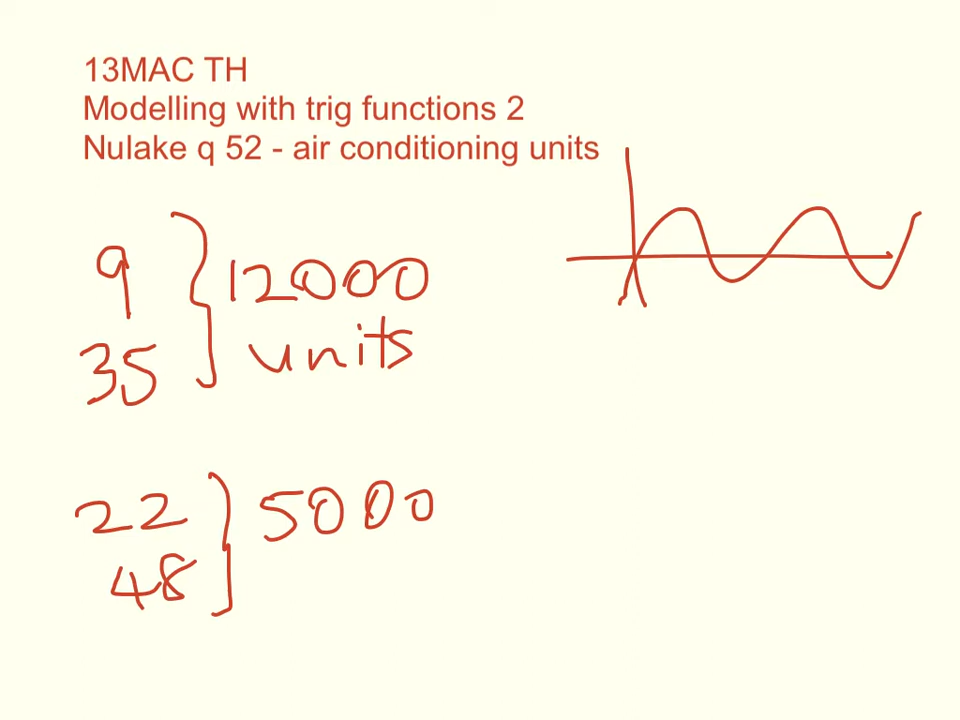 13MAC TH
Modelling with trig functions 2
Nulake q 52 - air conditioning units
9
35
12000
units
22
48
5000